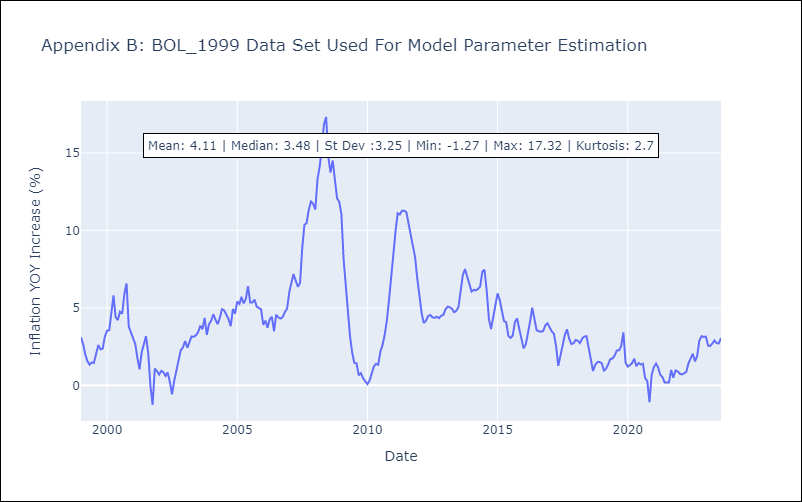 Appendix B: BOL_1999 Data Set Used For Model Parameter Estimation
Mean: 4.11 | Median: 3.48 | St Dev :3.25 | Min: -1.27 | Max: 17.32 | Kurtosis: 2.7
Inflation YOY Increase (%)
15
10
5
0
2000
2005
2010
2015
2020
Date